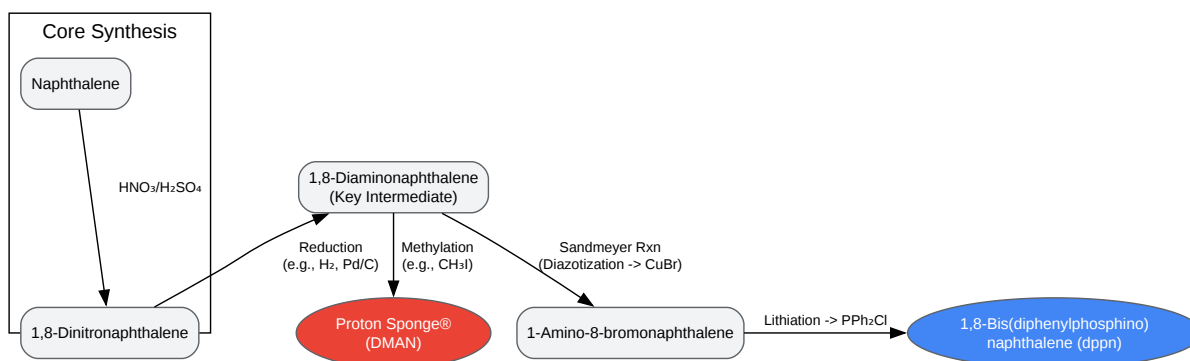 Core Synthesis
Naphthalene
HNO₃/H₂SO₄
1,8-Dinitronaphthalene
Reduction
(e.g., H₂, Pd/C)
1,8-Diaminonaphthalene
(Key Intermediate)
Methylation
(e.g., CH₃I)
Proton Sponge®
(DMAN)
Sandmeyer Rxn
(Diazotization -> CuBr)
1-Amino-8-bromonaphthalene
Lithiation -> PPh₂Cl
1,8-Bis(diphenylphosphino)
naphthalene (dppn)